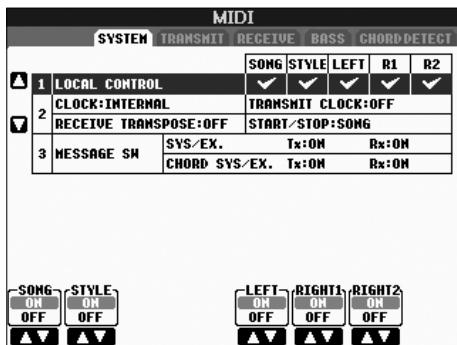 MIDI
SYSTEM TRANSMIT RECEIVE BASS CHORD DETECT
SONG STYLE LEFT R1 R2
1 LOCAL CONTROL
2 CLOCK:INTERNAL TRANSMIT CLOCK:OFF
RECEIVE TRANSPOSE:OFF START/STOP:SONG
3 MESSAGE SW SYS/EX. Tx:ON Rx:ON
CHORD SYS/EX. Tx:ON Rx:ON
SONG STYLE LEFT RIGHT1 RIGHT2
ON ON ON ON ON
OFF OFF OFF OFF OFF